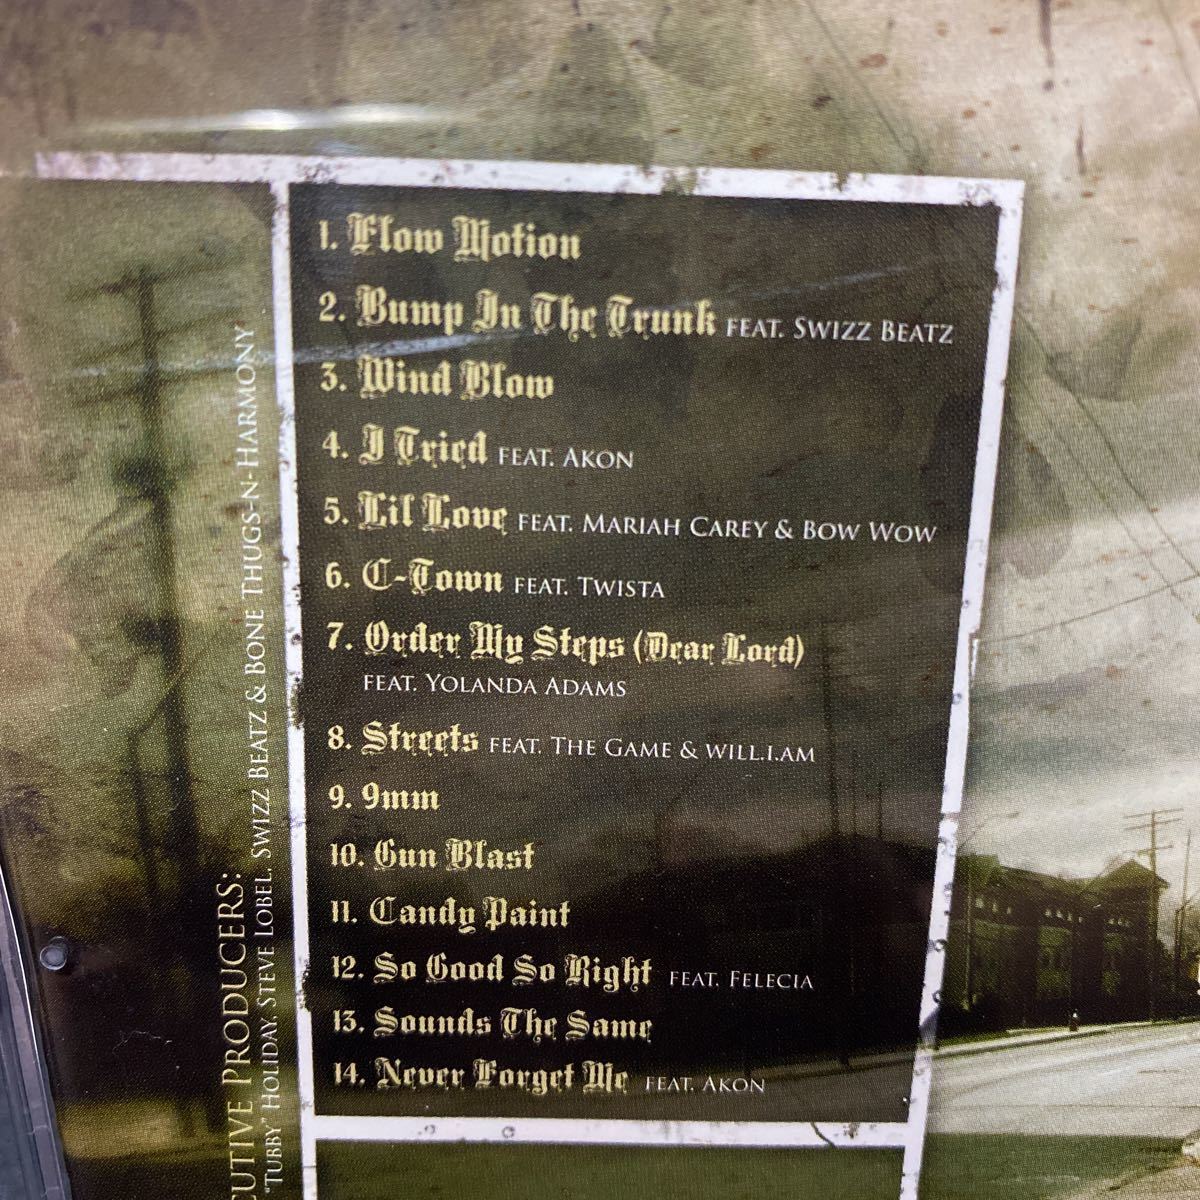 1. Flow Motion
2. Bump In The Trunk FEAT. SWIZZ BEATZ
3. Wind Blow
4. I Tried FEAT. AKON
5. Lil Love FEAT. MARIAH CAREY & BOW WOW
6. C-Town FEAT. TWISTA
7. Order My Steps (Dear Lord)
FEAT. YOLANDA ADAMS
8. Streets FEAT. THE GAME & WILL.I.AM
9. 9mm
10. Gun Blast
11. Candy Paint
12. So Good So Right FEAT. FELECIA
13. Sounds The Same
14. Never Forget Me FEAT. AKON
CUTIVE PRODUCERS:
"TUBBY" HOLIDAY, STEVE LOBEL, SWIZZ BEATZ & BONE THUGS-N-HARMONY